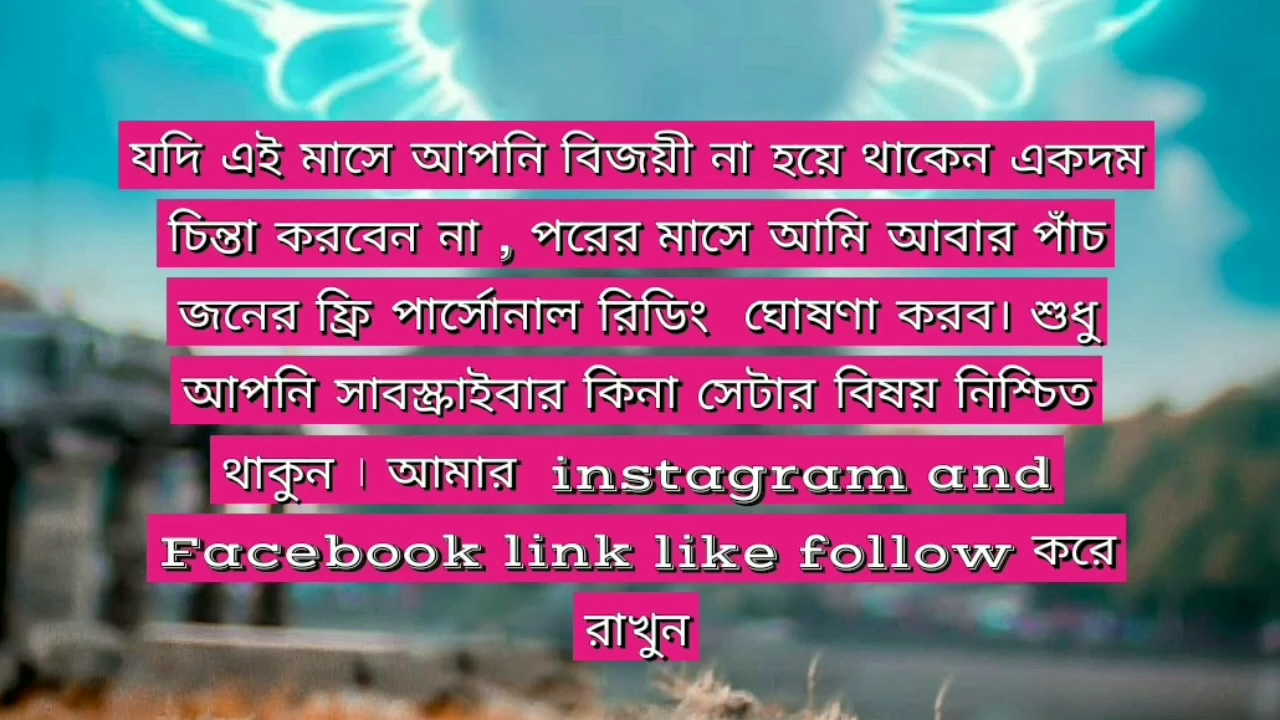 যদি এই মাসে আপনি বিজয়ী না হয়ে থাকেন একদম
চিন্তা করবেন না , পরের মাসে আমি আবার পাঁচ
জনের ফ্রি পার্সোনাল রিডিং ঘোষণা করব। শুধু
আপনি সাবস্ক্রাইবার কিনা সেটার বিষয় নিশ্চিত
থাকুন । আমার instagram and
Facebook link like follow করে
রাখুন